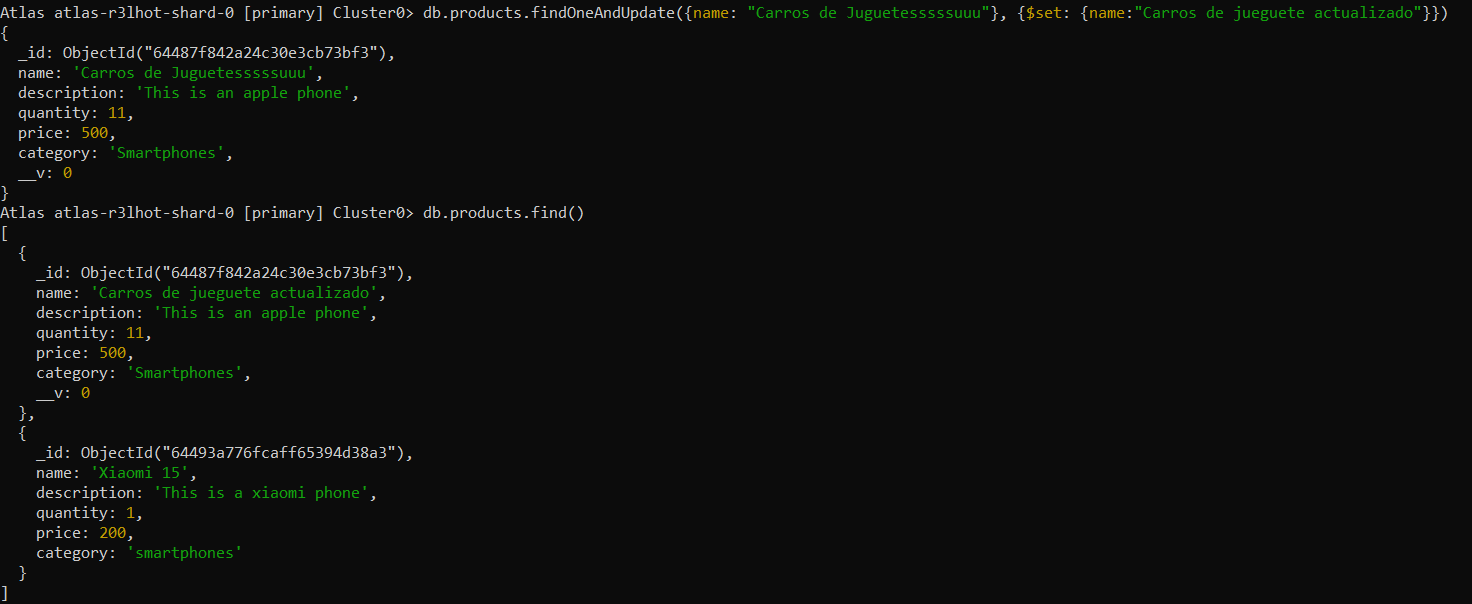 Atlas atlas-r3lhot-shard-0 [primary] Cluster0> db.products.findOneAndUpdate({name: "Carros de Juguetesssssuuu"}, {$set: {name:"Carros de jueguete actualizado"}})
{
  _id: ObjectId("64487f842a24c30e3cb73bf3"),
  name: 'Carros de Juguetesssssuuu',
  description: 'This is an apple phone',
  quantity: 11,
  price: 500,
  category: 'Smartphones',
  __v: 0
}
Atlas atlas-r3lhot-shard-0 [primary] Cluster0> db.products.find()
[
  {
    _id: ObjectId("64487f842a24c30e3cb73bf3"),
    name: 'Carros de jueguete actualizado',
    description: 'This is an apple phone',
    quantity: 11,
    price: 500,
    category: 'Smartphones',
    __v: 0
  },
  {
    _id: ObjectId("64493a776fcaff65394d38a3"),
    name: 'Xiaomi 15',
    description: 'This is a xiaomi phone',
    quantity: 1,
    price: 200,
    category: 'smartphones'
  }
]